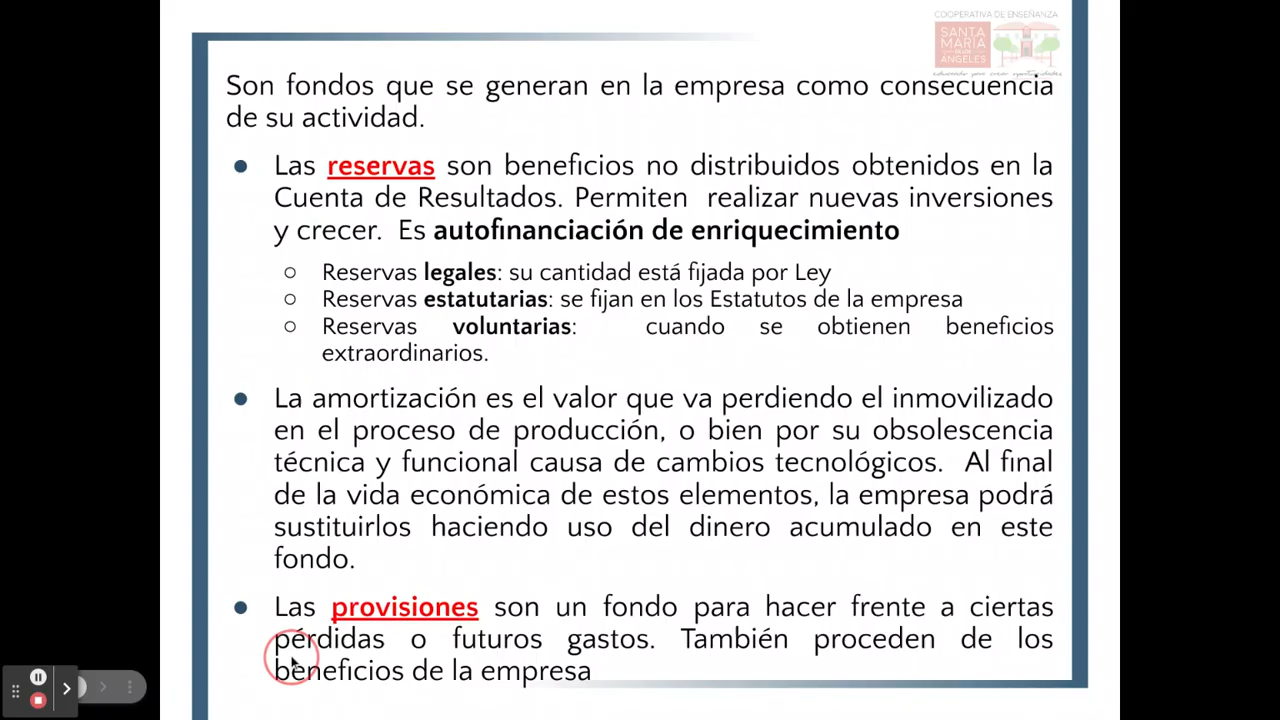 COOPERATIVA DE ENSEÑANZA
SANTA
MARÍA
DE LOS
ÁNGELES
educando para crear oportunidades
Son fondos que se generan en la empresa como consecuencia
de su actividad.
● Las reservas son beneficios no distribuidos obtenidos en la
Cuenta de Resultados. Permiten realizar nuevas inversiones
y crecer. Es autofinanciación de enriquecimiento
○ Reservas legales: su cantidad está fijada por Ley
○ Reservas estatutarias: se fijan en los Estatutos de la empresa
○ Reservas voluntarias: cuando se obtienen beneficios
extraordinarios.
● La amortización es el valor que va perdiendo el inmovilizado
en el proceso de producción, o bien por su obsolescencia
técnica y funcional causa de cambios tecnológicos. Al final
de la vida económica de estos elementos, la empresa podrá
sustituirlos haciendo uso del dinero acumulado en este
fondo.
● Las provisiones son un fondo para hacer frente a ciertas
pérdidas o futuros gastos. También proceden de los
beneficios de la empresa